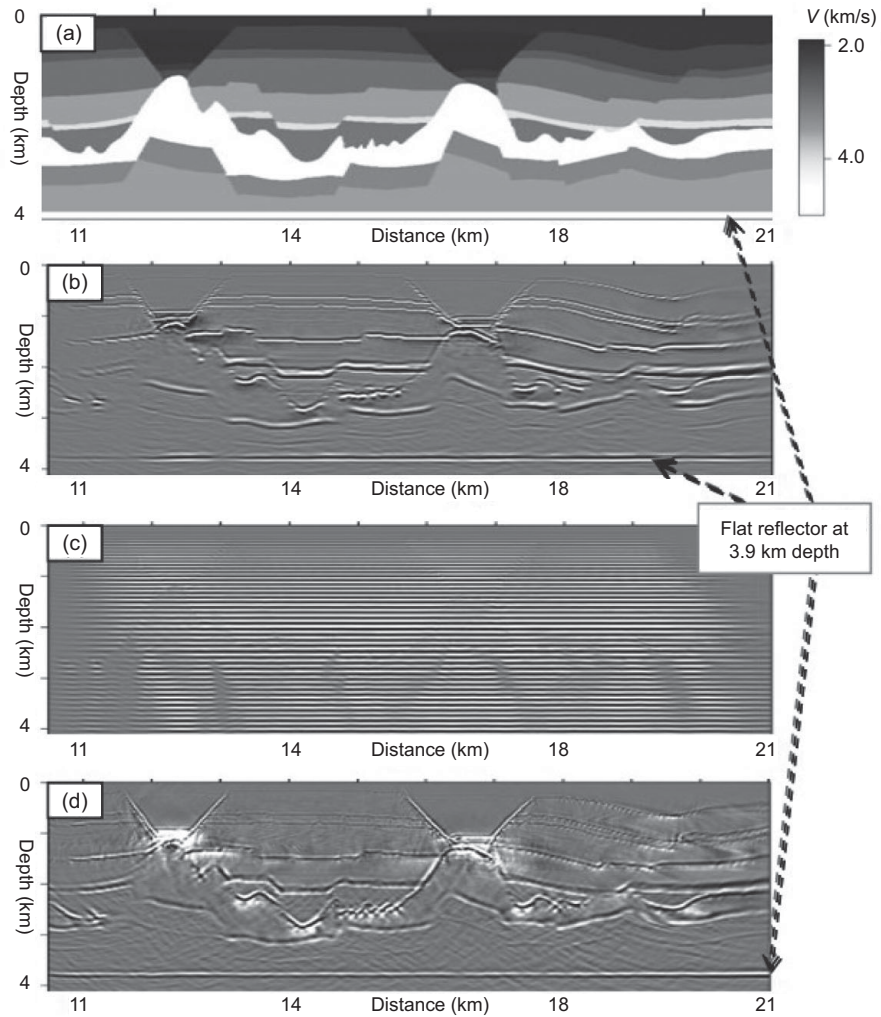 0
(a)
V (km/s)
2.0
4.0
Depth (km)
4
11
14
Distance (km)
18
21
0
(b)
Depth (km)
4
11
14
Distance (km)
18
21
Flat reflector at
3.9 km depth
0
(c)
Depth (km)
4
11
14
Distance (km)
18
21
0
(d)
Depth (km)
4
11
14
Distance (km)
18
21